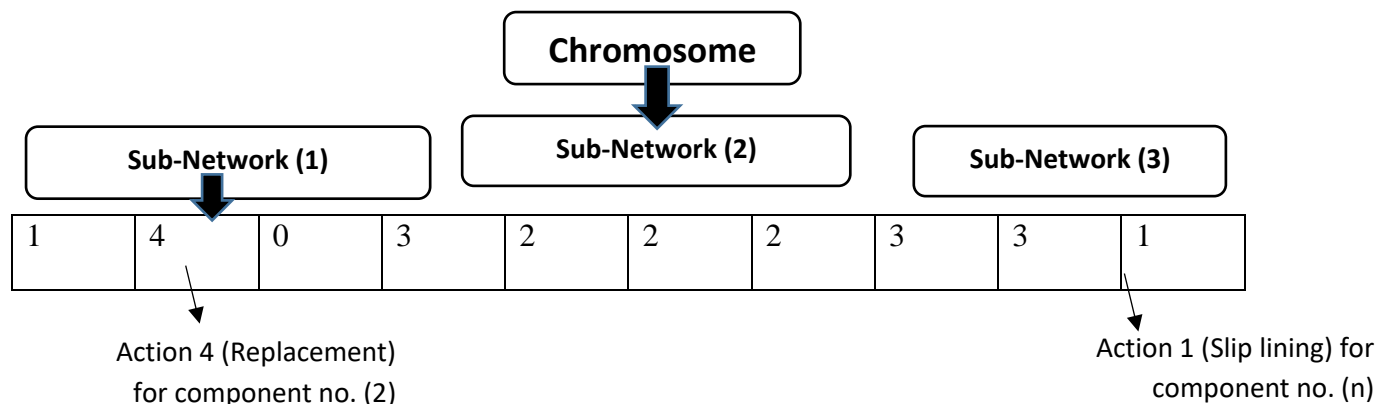 Chromosome
Sub-Network (1)
Sub-Network (2)
Sub-Network (3)
1 4 0 3 2 2 2 3 3 1
Action 4 (Replacement)
for component no. (2)
Action 1 (Slip lining) for
component no. (n)